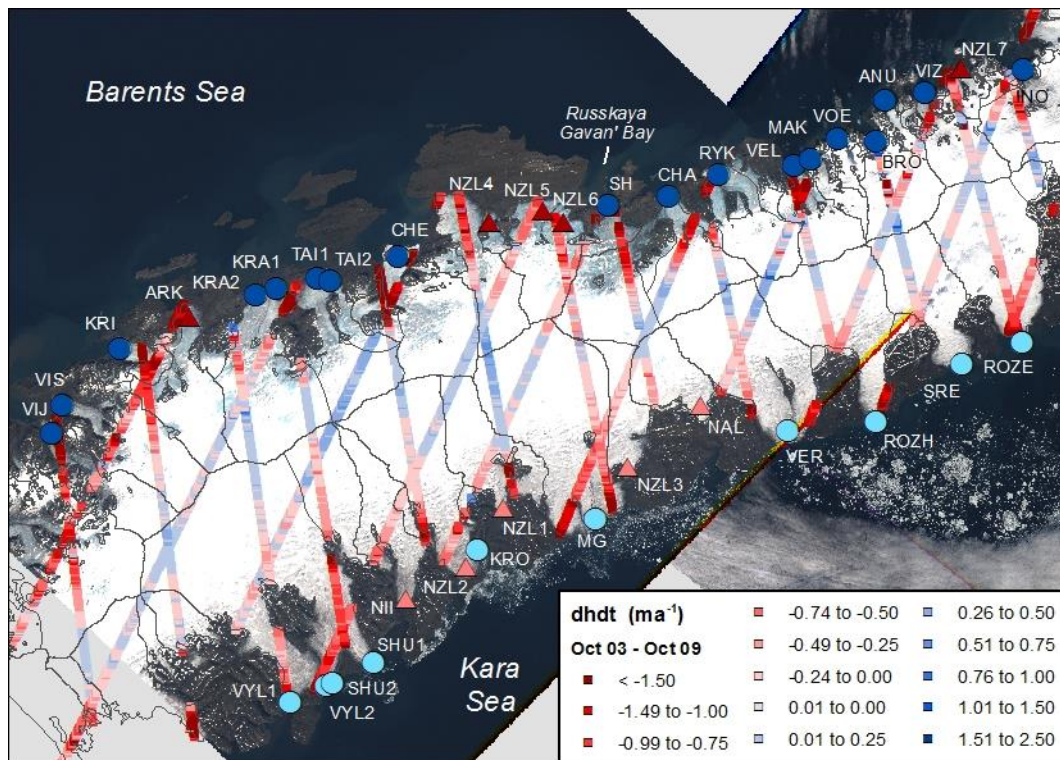 Barents Sea
Russkaya
Gavan' Bay
NZL7
VIZ
ANU
INO
VOE
MAK
BRO
VEL
RYK
CHA
SH
NZL4
NZL5
NZL6
CHE
TAI1
TAI2
KRA1
KRA2
ARK
KRI
VIS
VIJ
ROZE
SRE
ROZH
NAL
VER
NZL3
MG
NZL1
KRO
NZL2
NII
SHU1
SHU2
VYL1
VYL2
Kara
Sea
dhdt (ma-1)
Oct 03 - Oct 09
< -1.50
-1.49 to -1.00
-0.99 to -0.75
-0.74 to -0.50
-0.49 to -0.25
-0.24 to 0.00
0.01 to 0.00
0.01 to 0.25
0.26 to 0.50
0.51 to 0.75
0.76 to 1.00
1.01 to 1.50
1.51 to 2.50